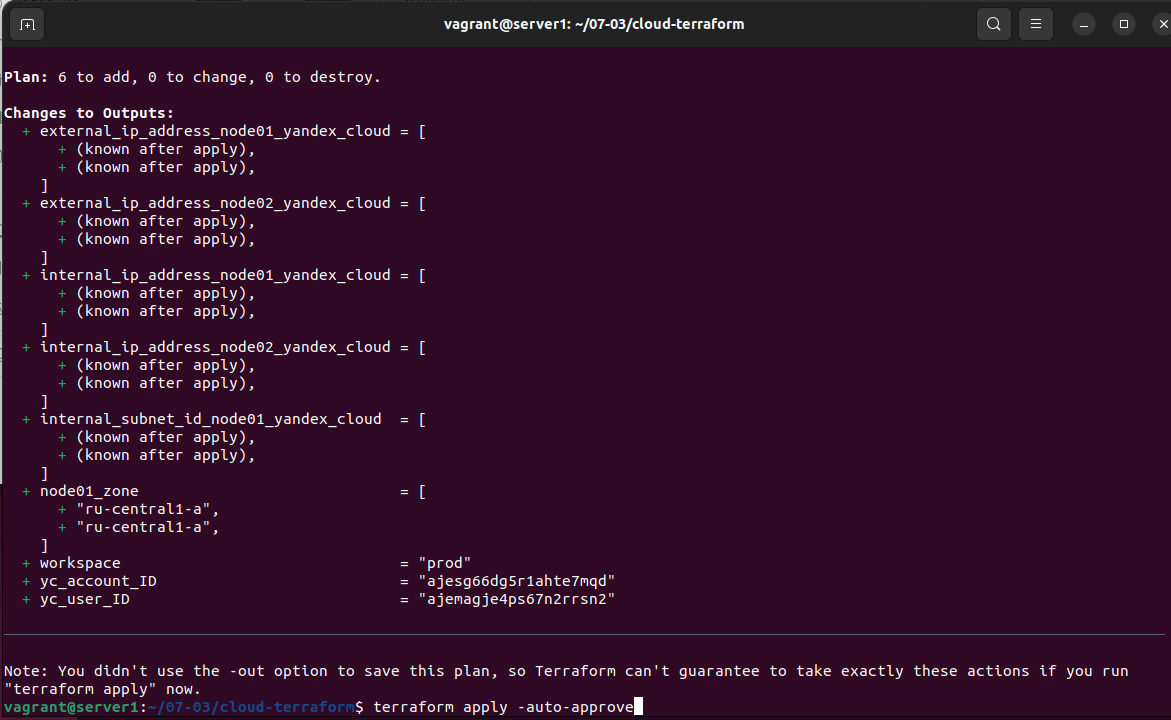 vagrant@server1: ~/07-03/cloud-terraform
Plan: 6 to add, 0 to change, 0 to destroy.
Changes to Outputs:
  + external_ip_address_node01_yandex_cloud = [
      + (known after apply),
      + (known after apply),
    ]
  + external_ip_address_node02_yandex_cloud = [
      + (known after apply),
      + (known after apply),
    ]
  + internal_ip_address_node01_yandex_cloud = [
      + (known after apply),
      + (known after apply),
    ]
  + internal_ip_address_node02_yandex_cloud = [
      + (known after apply),
      + (known after apply),
    ]
  + internal_subnet_id_node01_yandex_cloud  = [
      + (known after apply),
      + (known after apply),
    ]
  + node01_zone                             = [
      + "ru-central1-a",
      + "ru-central1-a",
    ]
  + workspace                               = "prod"
  + yc_account_ID                           = "ajesg66dg5r1ahte7mqd"
  + yc_user_ID                              = "ajemagje4ps67n2rrsn2"
Note: You didn't use the -out option to save this plan, so Terraform can't guarantee to take exactly these actions if you run
"terraform apply" now.
vagrant@server1:~/07-03/cloud-terraform$ terraform apply -auto-approve